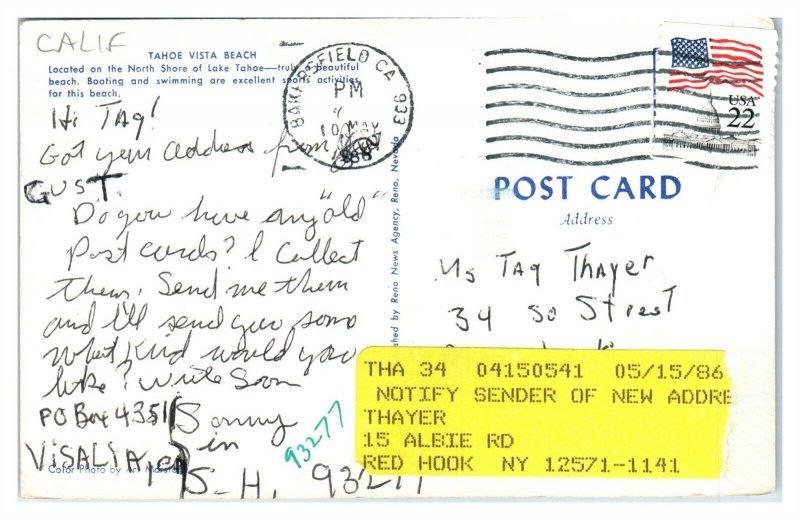 CALIF
TAHOE VISTA BEACH
Located on the North Shore of Lake Tahoe—truly a beautiful
beach. Boating and swimming are excellent sports activities
for this beach.
Hi TAg!
Got your address from
GUST.
Do you have any "old"
Post cards? I Collect
them. Send me them
and I'll send you some
what Kind would you
like? Write Soon
PO Box 4351
Sonny
in
VISALIA, CA
S-H, 93277
93277
Color Photo by
BAKERSFIELD CA 933
PM
10 MAY
USA
22
POST CARD
Address
Ms TAg Thayer
34 So Street
THA 34 04150541 05/15/86
NOTIFY SENDER OF NEW ADDRE
THAYER
15 ALBIE RD
RED HOOK NY 12571-1141
shed by Reno News Agency, Reno, Nevada